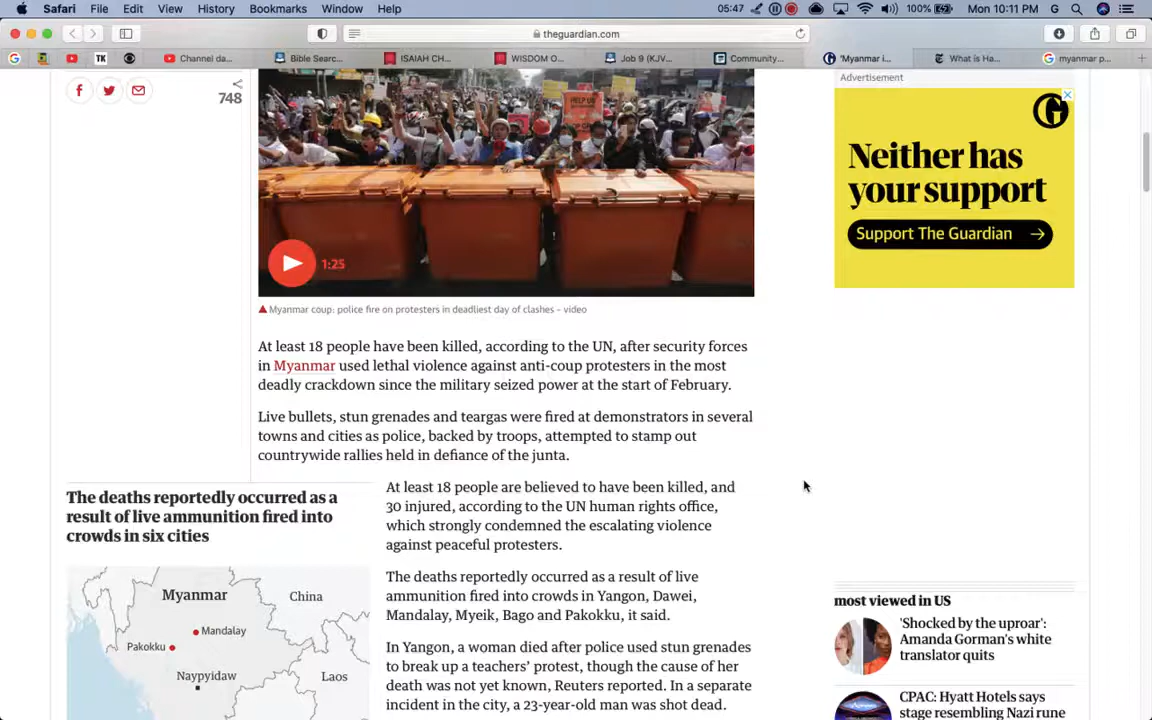 Safari File Edit View History Bookmarks Window Help
05:47 100% Mon 10:11 PM G
theguardian.com
TK Channel da... Bible Searc... ISAIAH CH... WISDOM O... Job 9 (KJV... Community... 'Myanmar i... What is Ha... myanmar p...
748
HELP US
1:25
Myanmar coup: police fire on protesters in deadliest day of clashes – video
At least 18 people have been killed, according to the UN, after security forces
in Myanmar used lethal violence against anti-coup protesters in the most
deadly crackdown since the military seized power at the start of February.
Live bullets, stun grenades and teargas were fired at demonstrators in several
towns and cities as police, backed by troops, attempted to stamp out
countrywide rallies held in defiance of the junta.
The deaths reportedly occurred as a
result of live ammunition fired into
crowds in six cities
Myanmar
China
Mandalay
Pakokku
Naypyidaw
Laos
At least 18 people are believed to have been killed, and
30 injured, according to the UN human rights office,
which strongly condemned the escalating violence
against peaceful protesters.
The deaths reportedly occurred as a result of live
ammunition fired into crowds in Yangon, Dawei,
Mandalay, Myeik, Bago and Pakokku, it said.
In Yangon, a woman died after police used stun grenades
to break up a teachers' protest, though the cause of her
death was not yet known, Reuters reported. In a separate
incident in the city, a 23-year-old man was shot dead.
Advertisement
Neither has
your support
Support The Guardian
most viewed in US
'Shocked by the uproar':
Amanda Gorman's white
translator quits
CPAC: Hyatt Hotels says
stage resembling Nazi rune